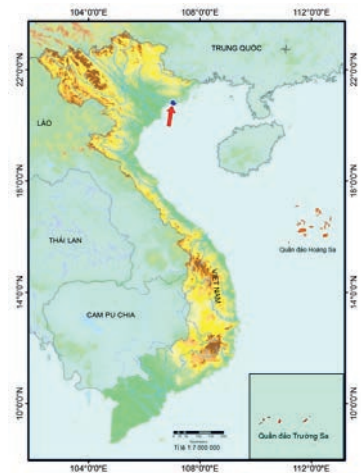 104°0'0"E 108°0'0"E 112°0'0"E
22°0'0"N 22°0'0"N
TRUNG QUỐC
LÀO
18°0'0"N 18°0'0"N
THÁI LAN
Quần đảo Hoàng Sa
VIỆT NAM
14°0'0"N 14°0'0"N
CAM PU CHIA
10°0'0"N 10°0'0"N
Tỉ lệ 1:7 000 000
Quần đảo Trường Sa
104°0'0"E 108°0'0"E 112°0'0"E